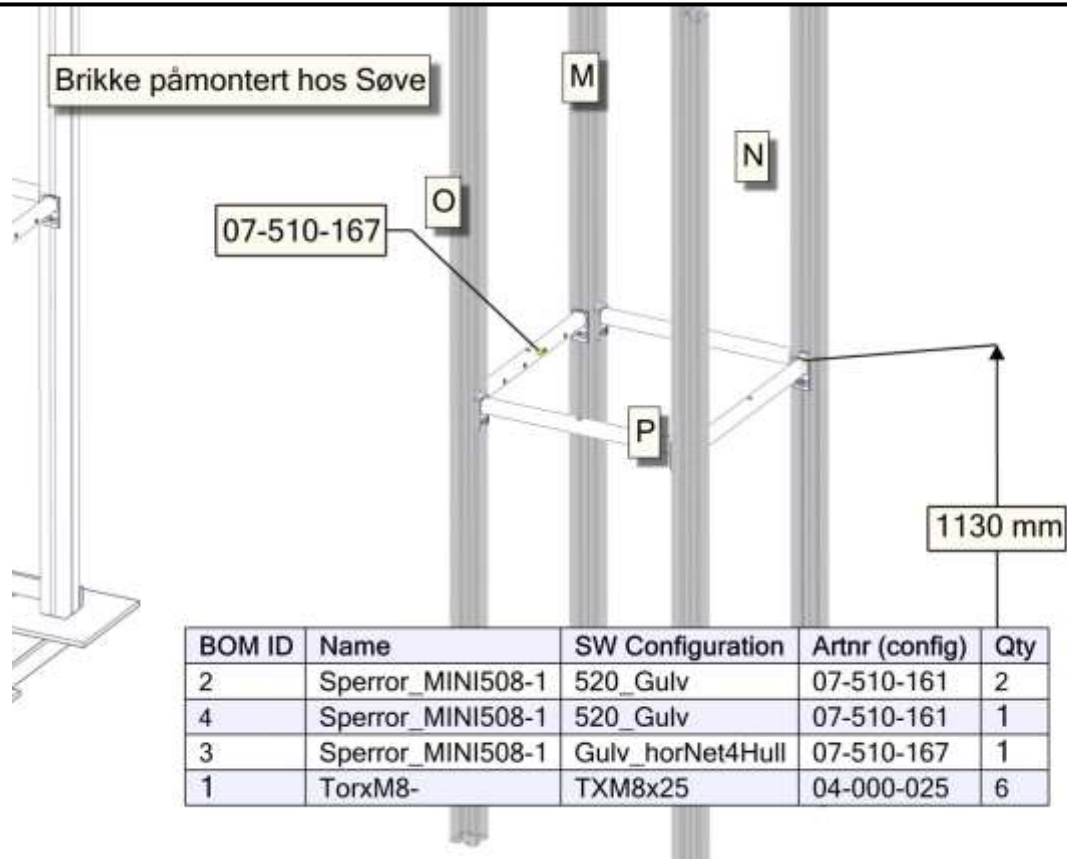 Brikke påmontert hos Søve
M
N
O
07-510-167
P
1130 mm
BOM ID Name SW Configuration Artnr (config) Qty
2 Sperror_MINI508-1 520_Gulv 07-510-161 2
4 Sperror_MINI508-1 520_Gulv 07-510-161 1
3 Sperror_MINI508-1 Gulv_horNet4Hull 07-510-167 1
1 TorxM8- TXM8x25 04-000-025 6